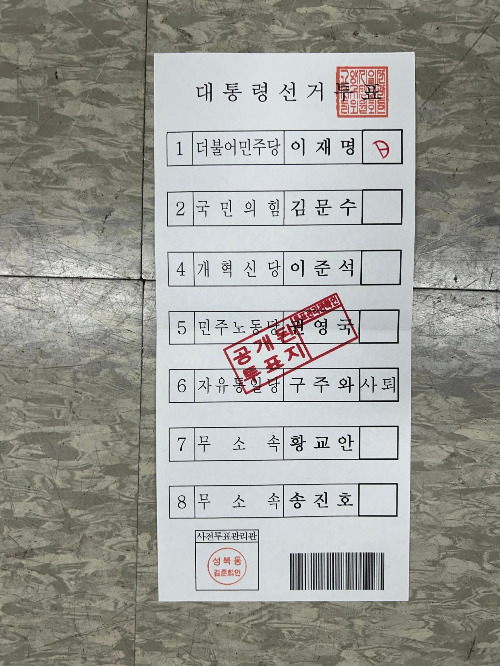 대통령선거투표
1 더불어민주당 이재명
2 국민의힘 김문수
4 개혁신당 이준석
5 민주노동당 권영국
공개된
투표지
6 자유통일당 구주와 사퇴
7 무소속 황교안
8 무소속 송진호
사전투표관리관
성복동